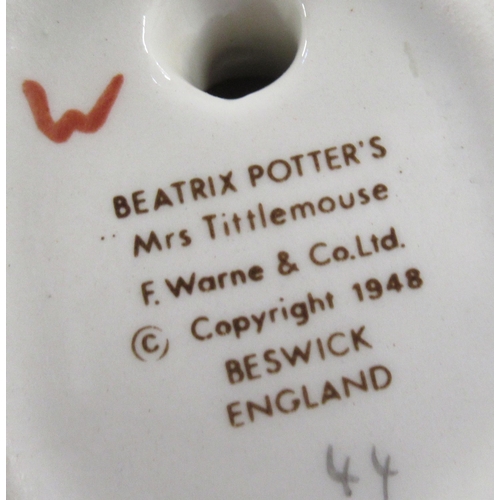 W
BEATRIX POTTER'S
Mrs Tittlemouse
F. Warne & Co.Ltd.
© Copyright 1948
BESWICK
ENGLAND
44